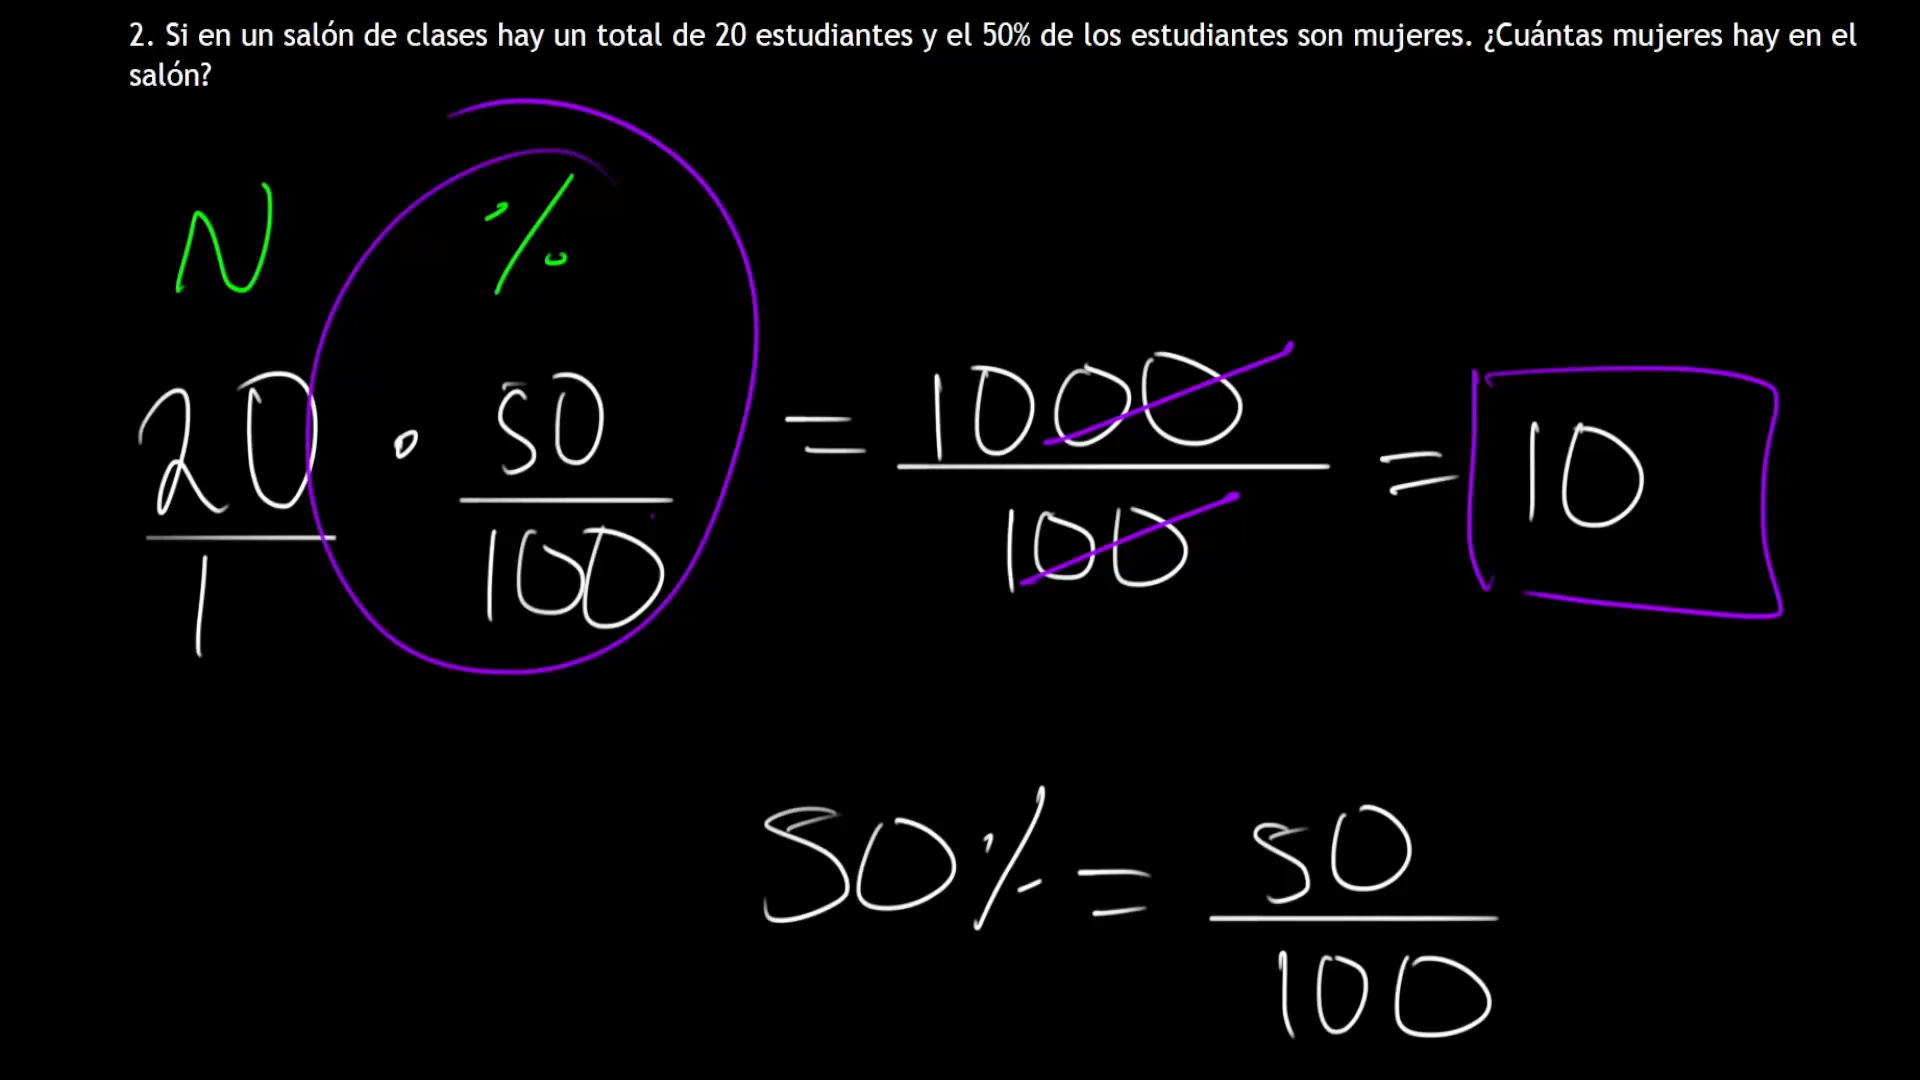 2. Si en un salón de clases hay un total de 20 estudiantes y el 50% de los estudiantes son mujeres. ¿Cuántas mujeres hay en el
salón?
N %
20/1 · 50/100 = 1000/100 = 10
50% = 50/100